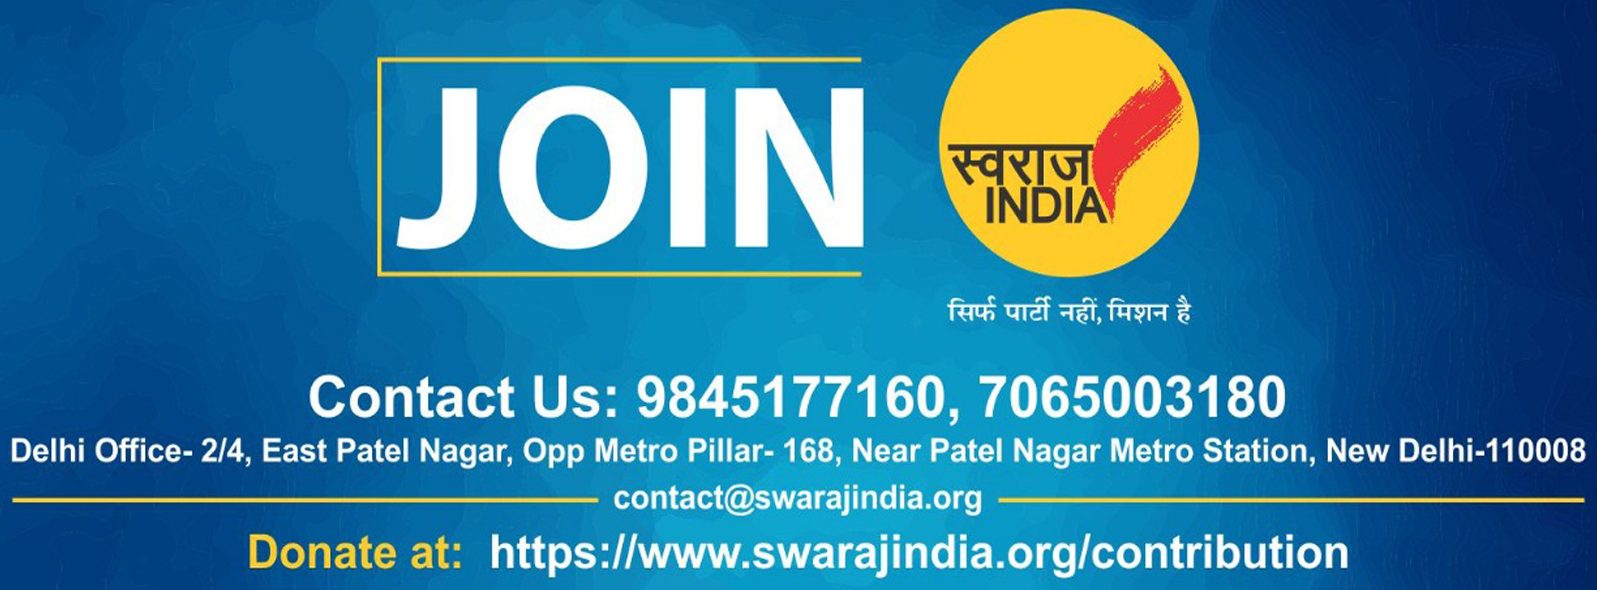 JOIN
स्वराज
INDIA
सिर्फ पार्टी नहीं, मिशन है
Contact Us: 9845177160, 7065003180
Delhi Office- 2/4, East Patel Nagar, Opp Metro Pillar- 168, Near Patel Nagar Metro Station, New Delhi-110008
contact@swarajindia.org
Donate at: https://www.swarajindia.org/contribution